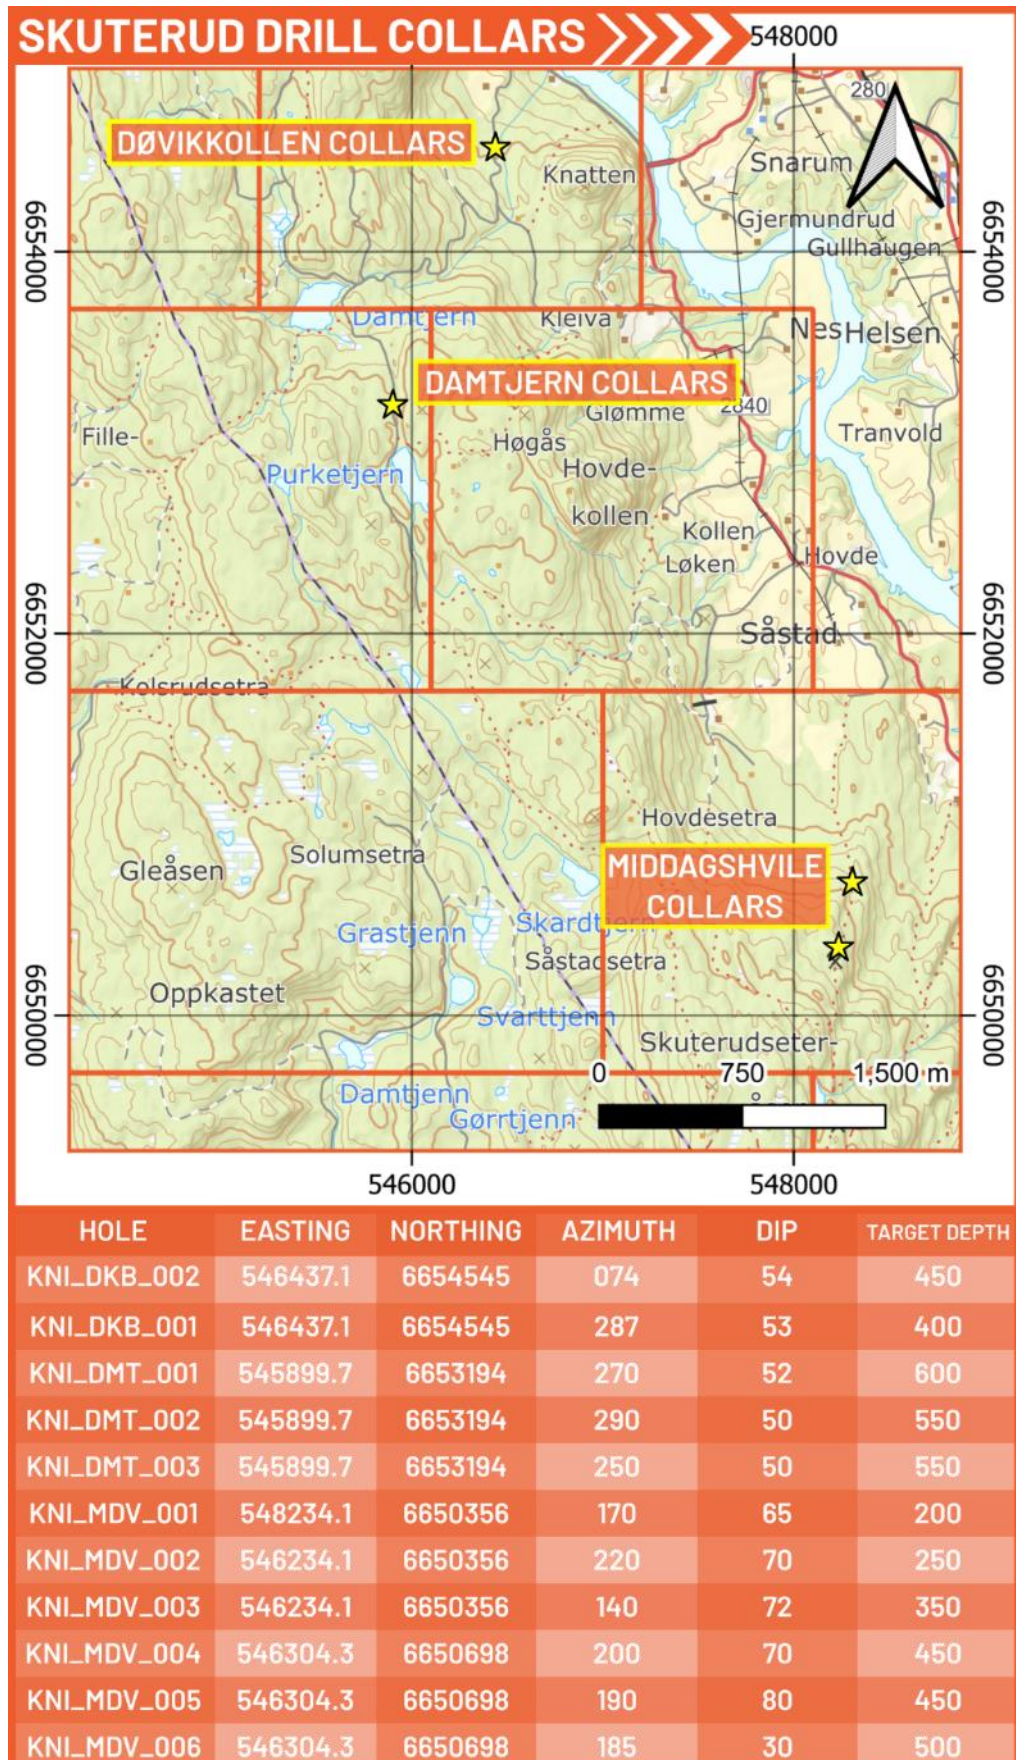 SKUTERUD DRILL COLLARS
548000
280
DØVIKKOLLEN COLLARS
Snarum
Knatten
Gjermundrud
Gullhaugen
6654000
6654000
Damtjern
Kleiva
Nes
Helsen
DAMTJERN COLLARS
Glømme
2840
Fille-
Høgås
Tranvold
Hovde-
Purketjern
kollen
Kollen
Hovde
Løken
6652000
Såstad
6652000
Kolsrudsetra
Hovdesetra
Solumsetra
Gleåsen
MIDDAGSHVILE
COLLARS
Grastjenn
Skardtjern
Såstadsetra
Oppkastet
6650000
Svarttjenn
6650000
Skuterudseter-
0 750 1,500 m
Damtjenn
Gørrtjenn
546000 548000
HOLE EASTING NORTHING AZIMUTH DIP TARGET DEPTH
KNI_DKB_002 546437.1 6654545 074 54 450
KNI_DKB_001 546437.1 6654545 287 53 400
KNI_DMT_001 545899.7 6653194 270 52 600
KNI_DMT_002 545899.7 6653194 290 50 550
KNI_DMT_003 545899.7 6653194 250 50 550
KNI_MDV_001 548234.1 6650356 170 65 200
KNI_MDV_002 546234.1 6650356 220 70 250
KNI_MDV_003 546234.1 6650356 140 72 350
KNI_MDV_004 546304.3 6650698 200 70 450
KNI_MDV_005 546304.3 6650698 190 80 450
KNI_MDV_006 546304.3 6650698 185 30 500